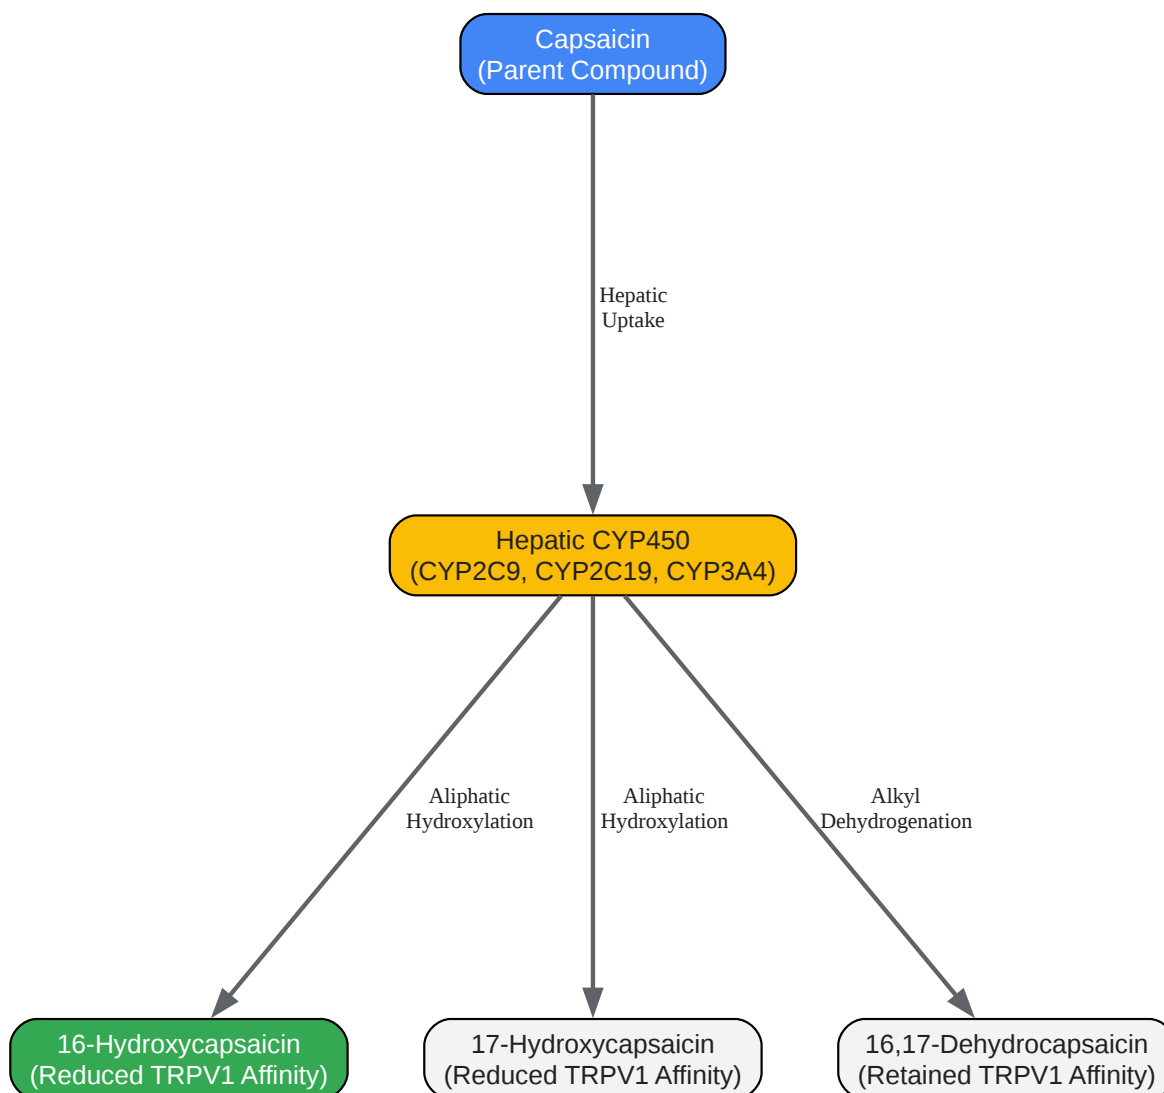 Capsaicin
(Parent Compound)
Hepatic
Uptake
Hepatic CYP450
(CYP2C9, CYP2C19, CYP3A4)
Aliphatic
Hydroxylation
Aliphatic
Hydroxylation
Alkyl
Dehydrogenation
16-Hydroxycapsaicin
(Reduced TRPV1 Affinity)
17-Hydroxycapsaicin
(Reduced TRPV1 Affinity)
16,17-Dehydrocapsaicin
(Retained TRPV1 Affinity)